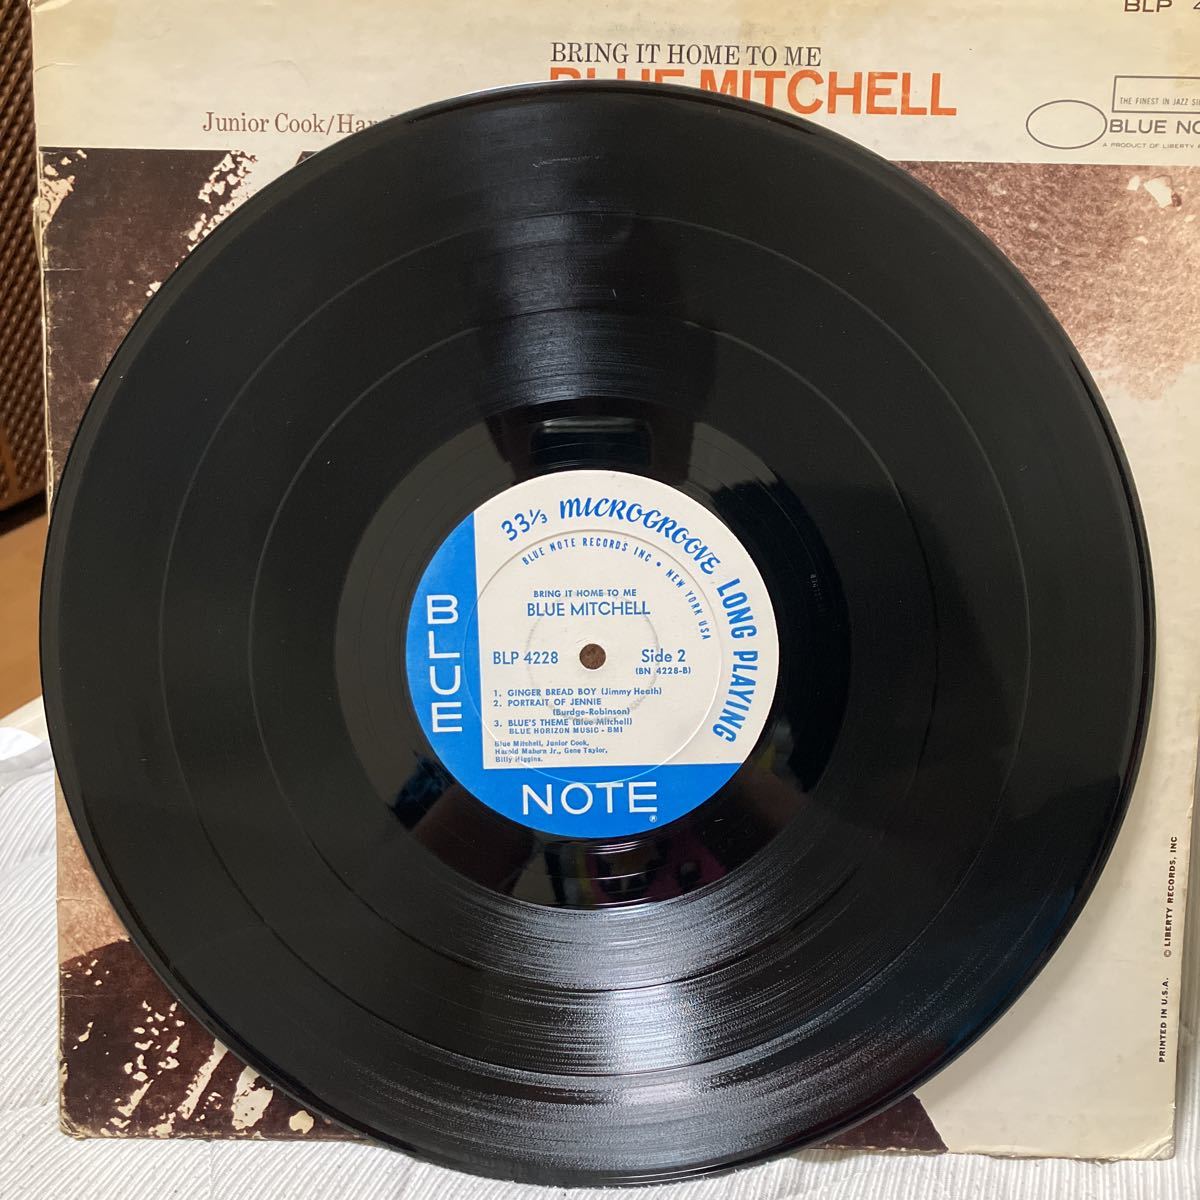 BLP 4
BRING IT HOME TO ME
BLUE MITCHELL
Junior Cook/Har
THE FINEST IN JAZZ SI
BLUE NO
A PRODUCT OF LIBERTY
33⅓ MICROGROOVE LONG PLAYING
BLUE NOTE RECORDS INC • NEW YORK USA
BRING IT HOME TO ME
BLUE MITCHELL
BLP 4228 Side 2
(BN 4228-B)
1. GINGER BREAD BOY (Jimmy Heath)
2. PORTRAIT OF JENNIE
(Burdge-Robinson)
3. BLUE'S THEME (Blue Mitchell)
BLUE HORIZON MUSIC - BMI
Blue Mitchell, Junior Cook,
Harold Mabern Jr., Gene Taylor,
Billy Higgins.
BLUE
NOTE
®
PRINTED IN U.S.A. © LIBERTY RECORDS, INC